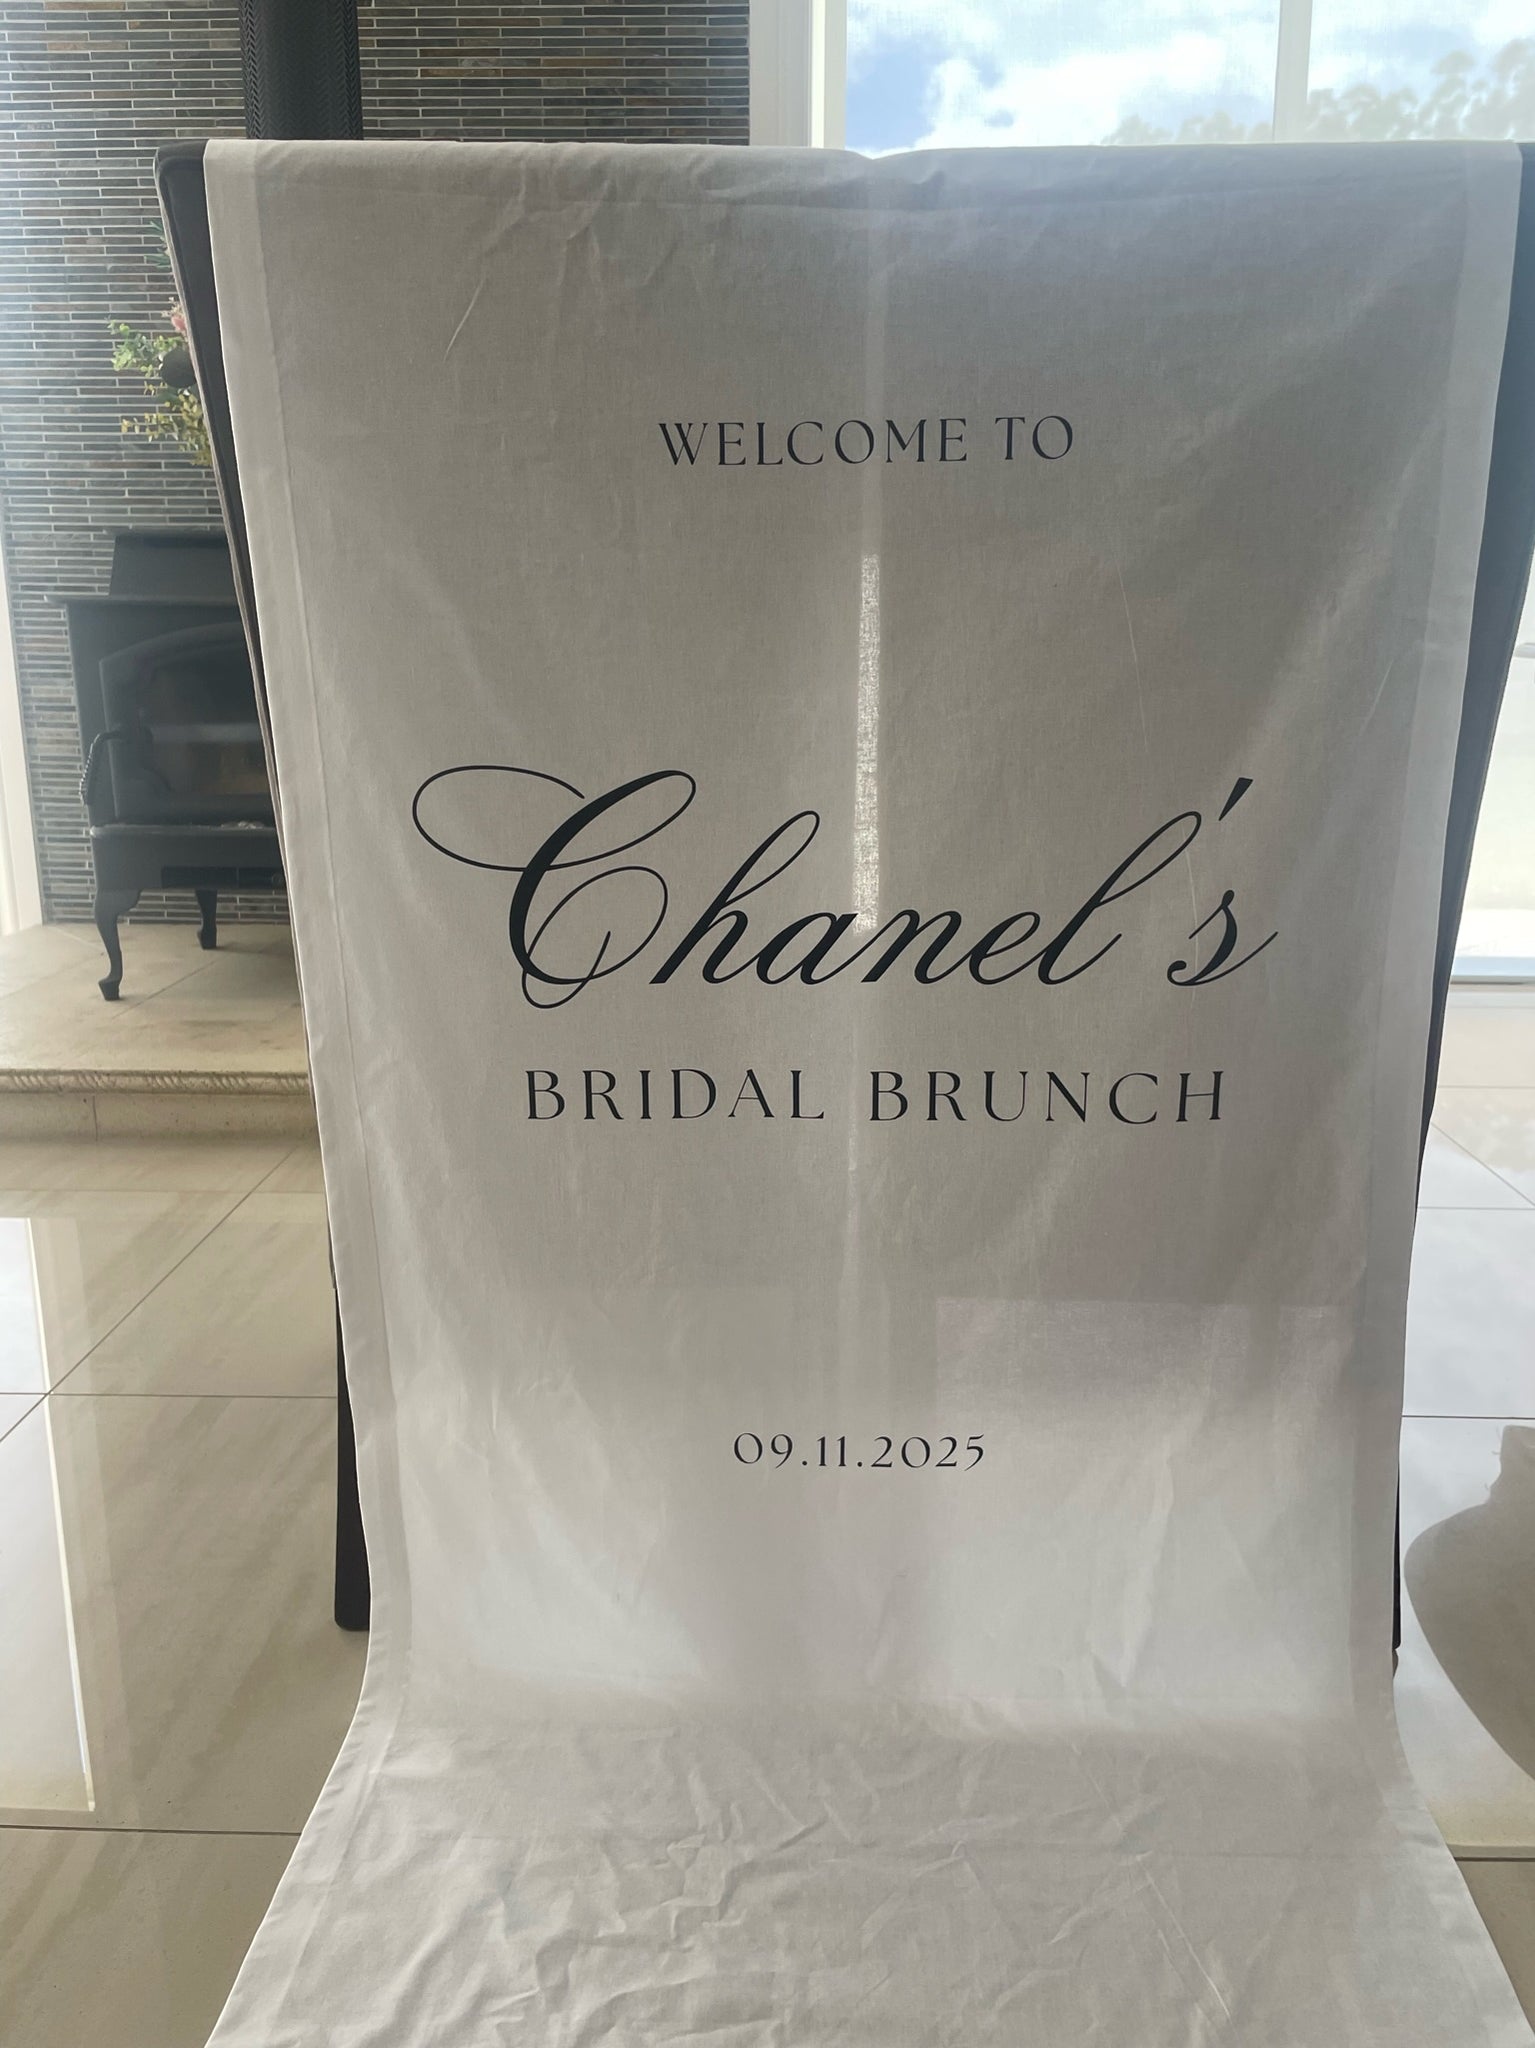 WELCOME TO
Chanel's
BRIDAL BRUNCH
09.11.2025